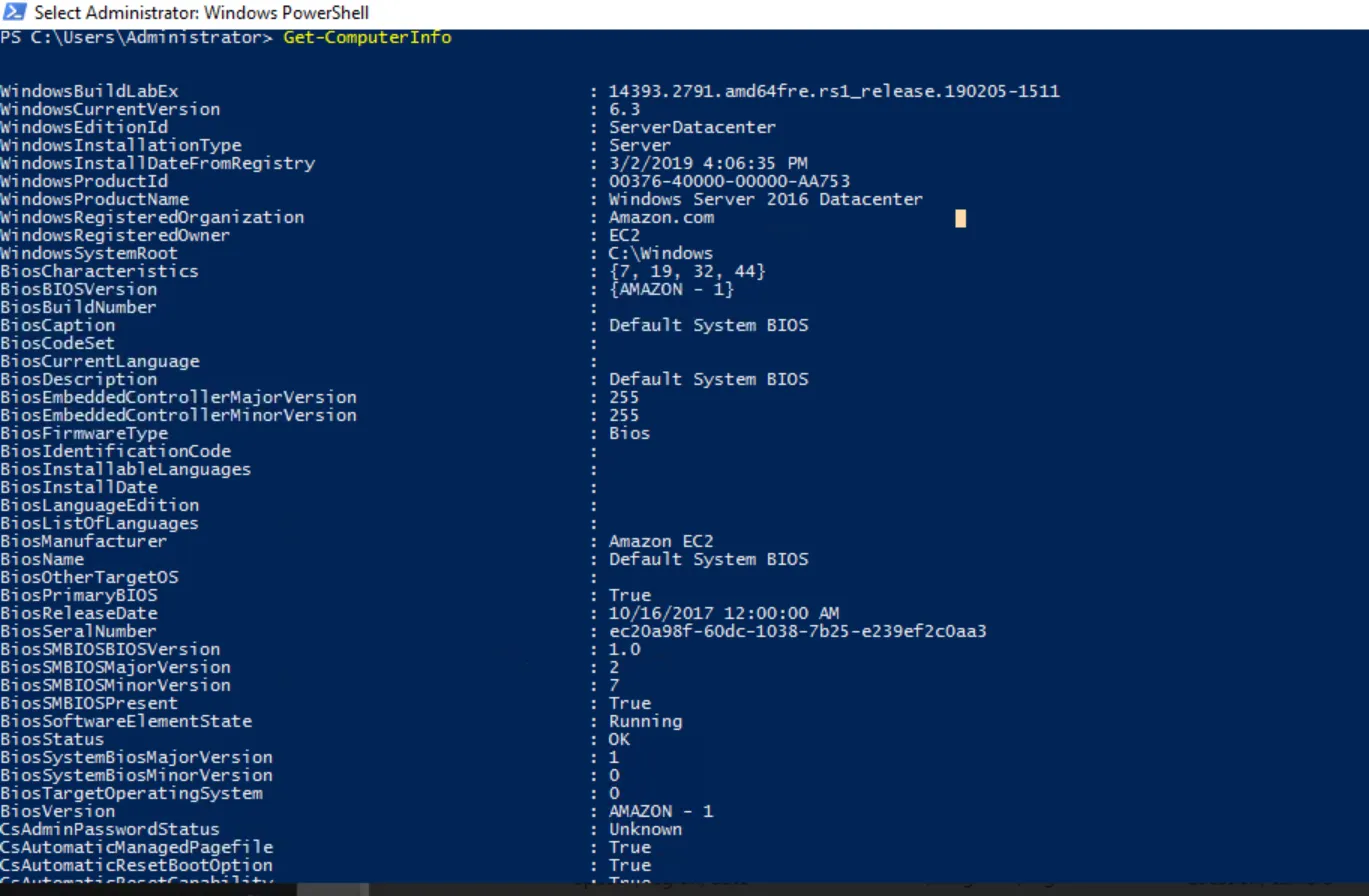 Select Administrator: Windows PowerShell
PS C:\Users\Administrator> Get-ComputerInfo
WindowsBuildLabEx : 14393.2791.amd64fre.rs1_release.190205-1511
WindowsCurrentVersion : 6.3
WindowsEditionId : ServerDatacenter
WindowsInstallationType : Server
WindowsInstallDateFromRegistry : 3/2/2019 4:06:35 PM
WindowsProductId : 00376-40000-00000-AA753
WindowsProductName : Windows Server 2016 Datacenter
WindowsRegisteredOrganization : Amazon.com
WindowsRegisteredOwner : EC2
WindowsSystemRoot : C:\Windows
BiosCharacteristics : {7, 19, 32, 44}
BiosBIOSVersion : {AMAZON - 1}
BiosBuildNumber :
BiosCaption : Default System BIOS
BiosCodeSet :
BiosCurrentLanguage :
BiosDescription : Default System BIOS
BiosEmbeddedControllerMajorVersion : 255
BiosEmbeddedControllerMinorVersion : 255
BiosFirmwareType : Bios
BiosIdentificationCode :
BiosInstallableLanguages :
BiosInstallDate :
BiosLanguageEdition :
BiosListOfLanguages :
BiosManufacturer : Amazon EC2
BiosName : Default System BIOS
BiosOtherTargetOS :
BiosPrimaryBIOS : True
BiosReleaseDate : 10/16/2017 12:00:00 AM
BiosSeralNumber : ec20a98f-60dc-1038-7b25-e239ef2c0aa3
BiosSMBIOSBIOSVersion : 1.0
BiosSMBIOSMajorVersion : 2
BiosSMBIOSMinorVersion : 7
BiosSMBIOSPresent : True
BiosSoftwareElementState : Running
BiosStatus : OK
BiosSystemBiosMajorVersion : 1
BiosSystemBiosMinorVersion : 0
BiosTargetOperatingSystem : 0
BiosVersion : AMAZON - 1
CsAdminPasswordStatus : Unknown
CsAutomaticManagedPagefile : True
CsAutomaticResetBootOption : True
CsAutomaticResetCapability : True